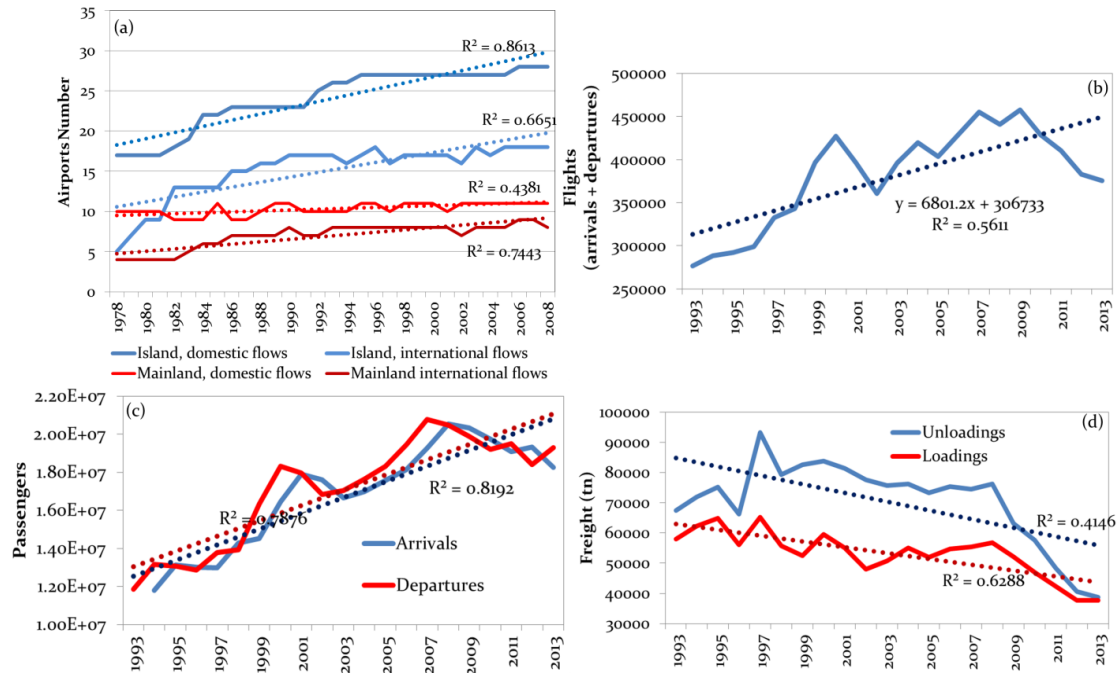 (a)
35
30
25
20
15
10
5
0
Airports Number
R² = 0.8613
R² = 0.6651
R² = 0.4381
R² = 0.7443
1978
1980
1982
1984
1986
1988
1990
1992
1994
1996
1998
2000
2002
2004
2006
2008
Island, domestic flows
Island, international flows
Mainland, domestic flows
Mainland international flows
(b)
500000
450000
400000
350000
300000
250000
Flights
(arrivals + departures)
y = 6801.2x + 306733
R² = 0.5611
1993
1995
1997
1999
2001
2003
2005
2007
2009
2011
2013
(c)
2.20E+07
2.00E+07
1.80E+07
1.60E+07
1.40E+07
1.20E+07
1.00E+07
Passengers
R² = 0.8192
R² = 0.7876
Arrivals
Departures
1993
1995
1997
1999
2001
2003
2005
2007
2009
2011
2013
(d)
100000
90000
80000
70000
60000
50000
40000
30000
Freight (tn)
Unloadings
Loadings
R² = 0.4146
R² = 0.6288
1993
1995
1997
1999
2001
2003
2005
2007
2009
2011
2013